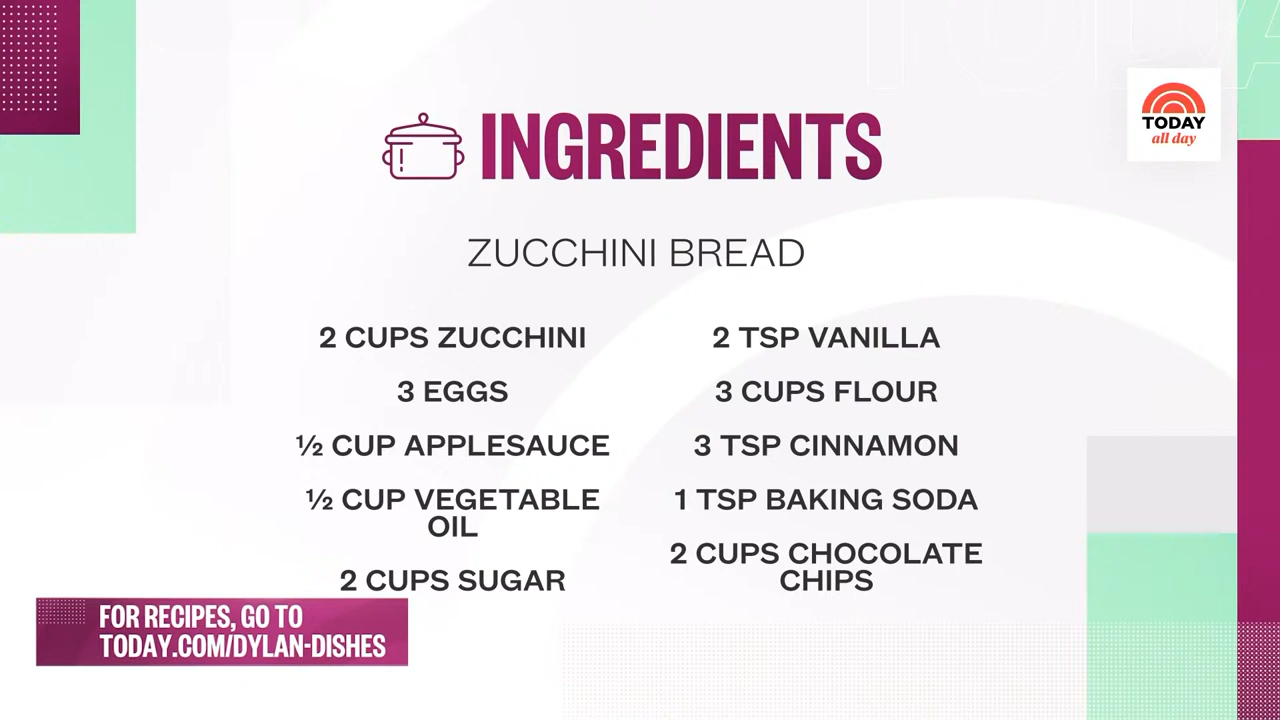 INGREDIENTS
TODAY
all day
ZUCCHINI BREAD
2 CUPS ZUCCHINI
3 EGGS
½ CUP APPLESAUCE
½ CUP VEGETABLE
OIL
2 CUPS SUGAR
2 TSP VANILLA
3 CUPS FLOUR
3 TSP CINNAMON
1 TSP BAKING SODA
2 CUPS CHOCOLATE
CHIPS
FOR RECIPES, GO TO
TODAY.COM/DYLAN-DISHES